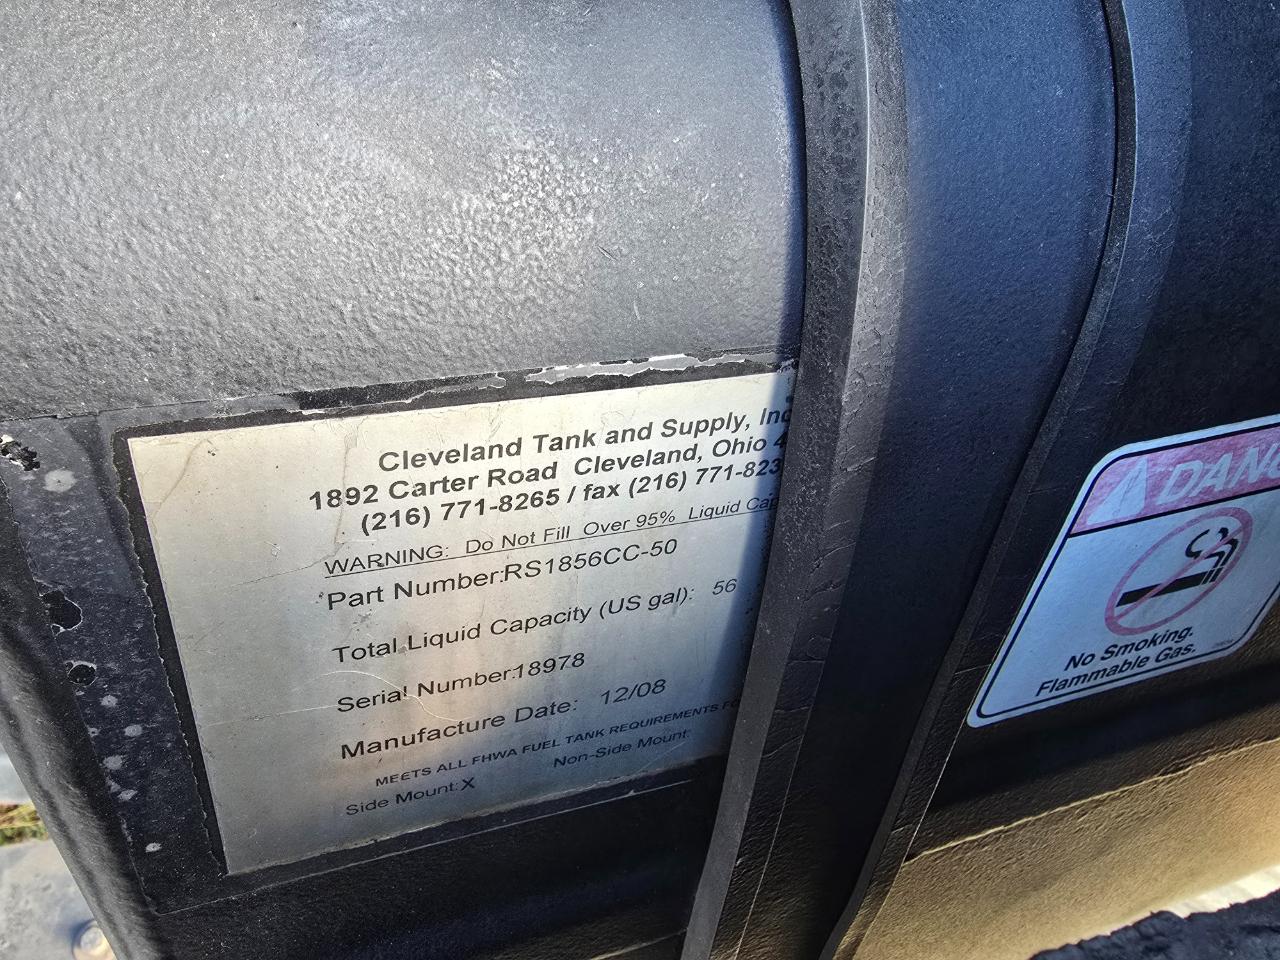 Cleveland Tank and Supply, Inc
1892 Carter Road Cleveland, Ohio 4
(216) 771-8265 / fax (216) 771-823
WARNING: Do Not Fill Over 95% Liquid Cap
Part Number:RS1856CC-50
Total Liquid Capacity (US gal): 56
Serial Number:18978
Manufacture Date: 12/08
MEETS ALL FHWA FUEL TANK REQUIREMENTS FO
Side Mount:X Non-Side Mount:
DANG
No Smoking.
Flammable Gas.